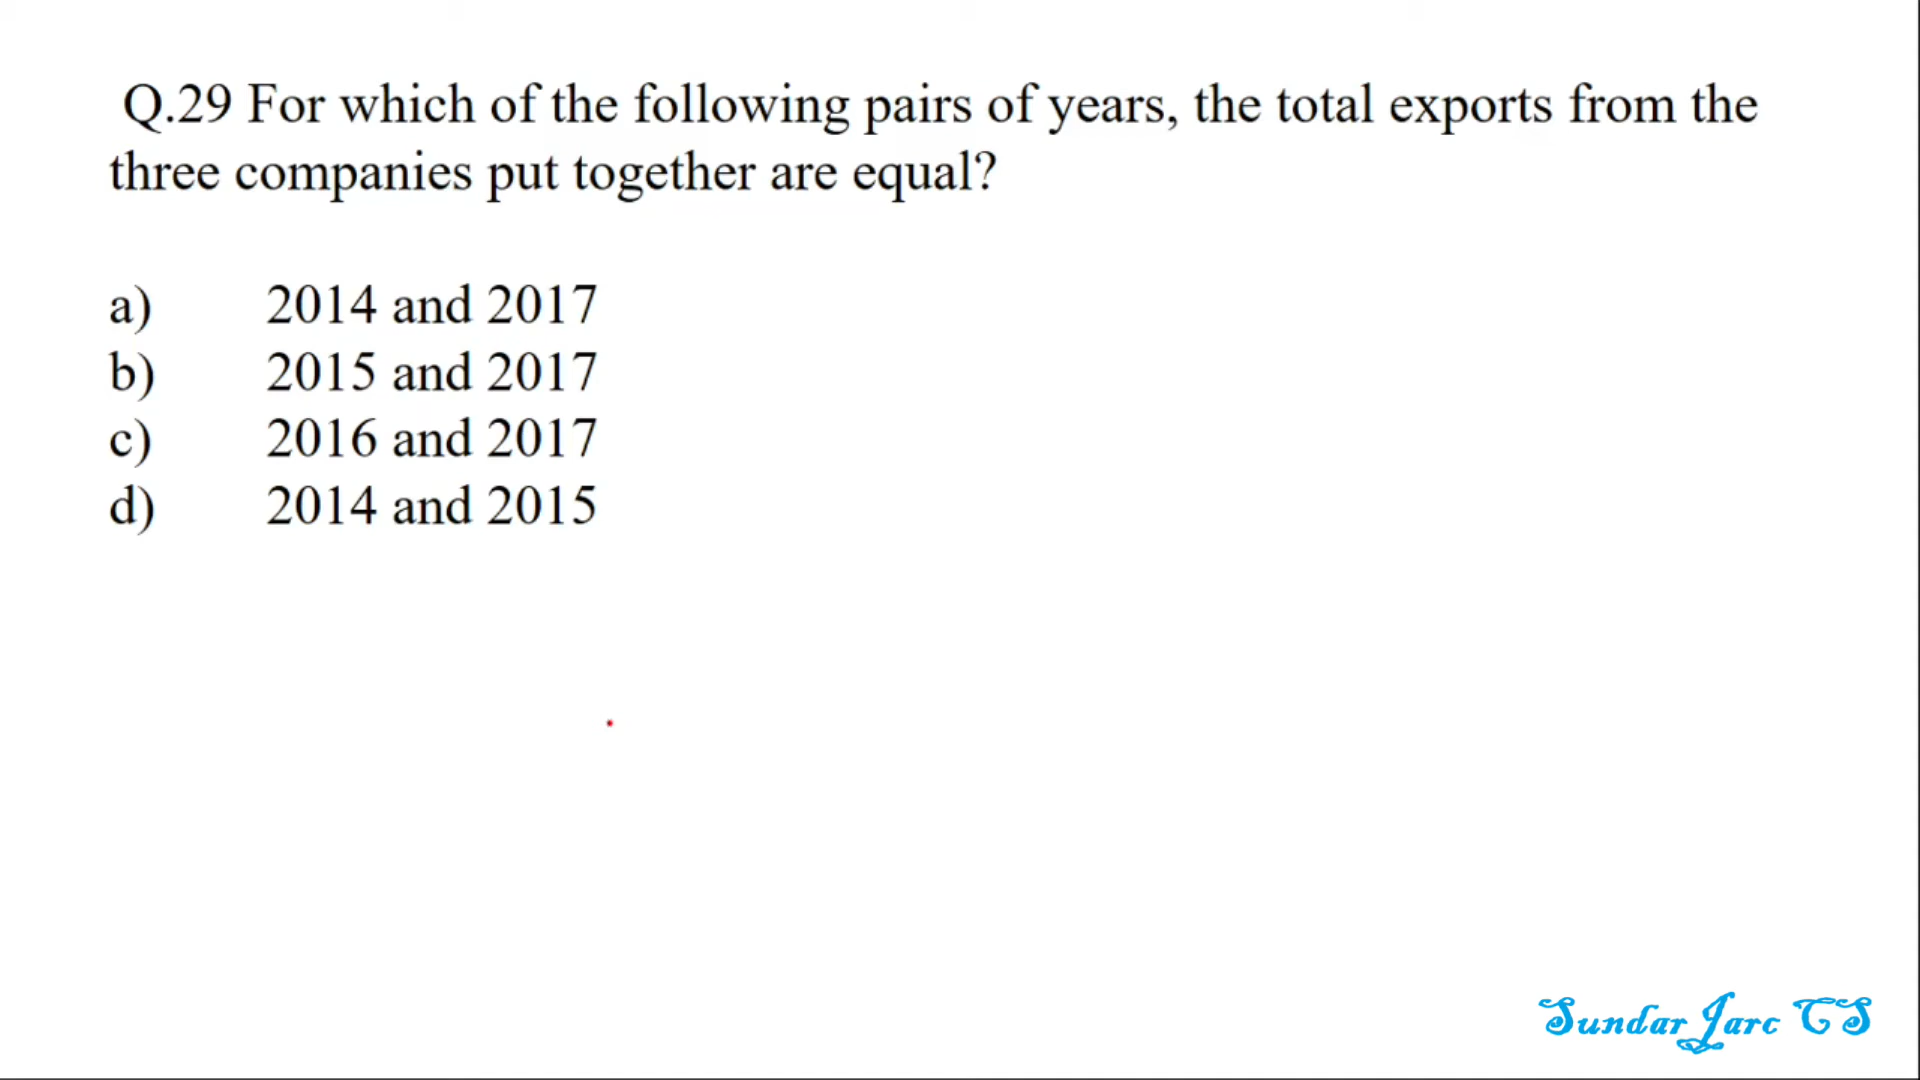 Q.29 For which of the following pairs of years, the total exports from the
three companies put together are equal?
a) 2014 and 2017
b) 2015 and 2017
c) 2016 and 2017
d) 2014 and 2015
Sundar Jarc CS